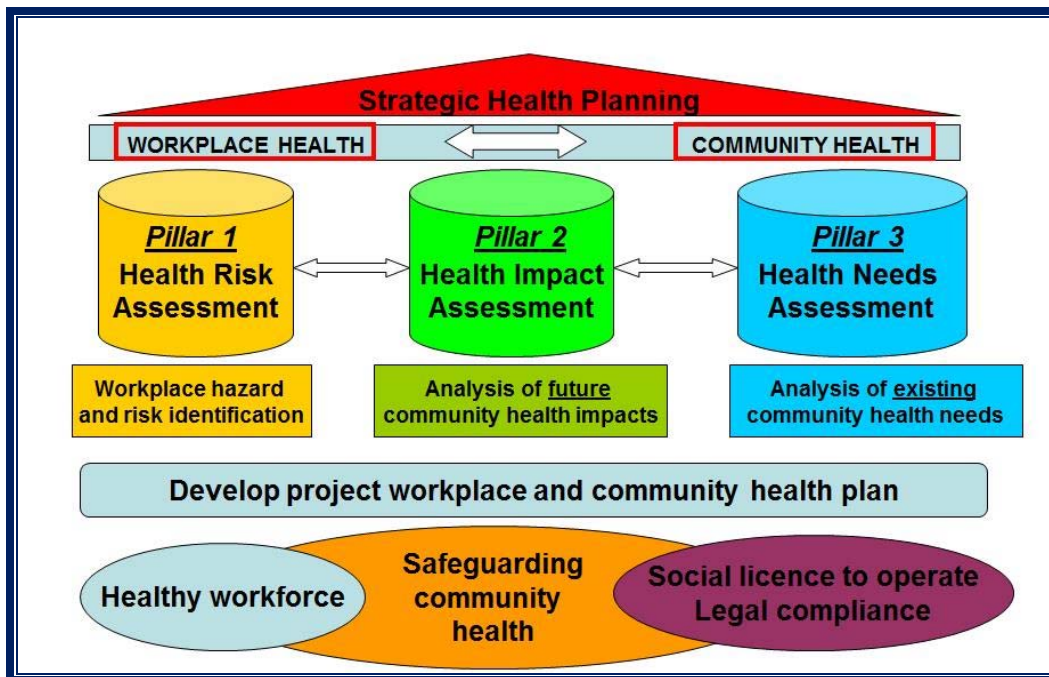 Strategic Health Planning
WORKPLACE HEALTH
COMMUNITY HEALTH
Pillar 1
Health Risk
Assessment
Pillar 2
Health Impact
Assessment
Pillar 3
Health Needs
Assessment
Workplace hazard
and risk identification
Analysis of future
community health impacts
Analysis of existing
community health needs
Develop project workplace and community health plan
Healthy workforce
Safeguarding
community
health
Social licence to operate
Legal compliance